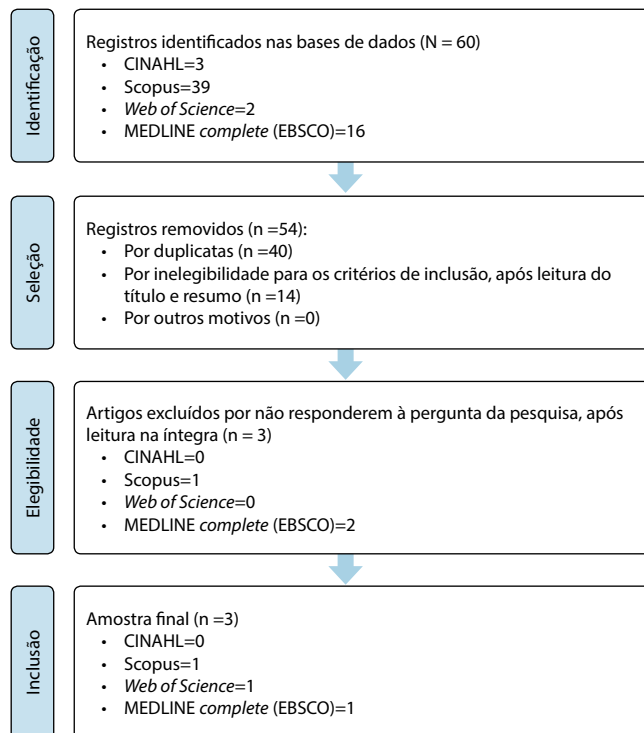 Identificação
Registros identificados nas bases de dados (N = 60)
• CINAHL=3
• Scopus=39
• Web of Science=2
• MEDLINE complete (EBSCO)=16
Seleção
Registros removidos (n =54):
• Por duplicatas (n =40)
• Por inelegibilidade para os critérios de inclusão, após leitura do
título e resumo (n =14)
• Por outros motivos (n =0)
Elegibilidade
Artigos excluídos por não responderem à pergunta da pesquisa, após
leitura na íntegra (n = 3)
• CINAHL=0
• Scopus=1
• Web of Science=0
• MEDLINE complete (EBSCO)=2
Inclusão
Amostra final (n =3)
• CINAHL=0
• Scopus=1
• Web of Science=1
• MEDLINE complete (EBSCO)=1